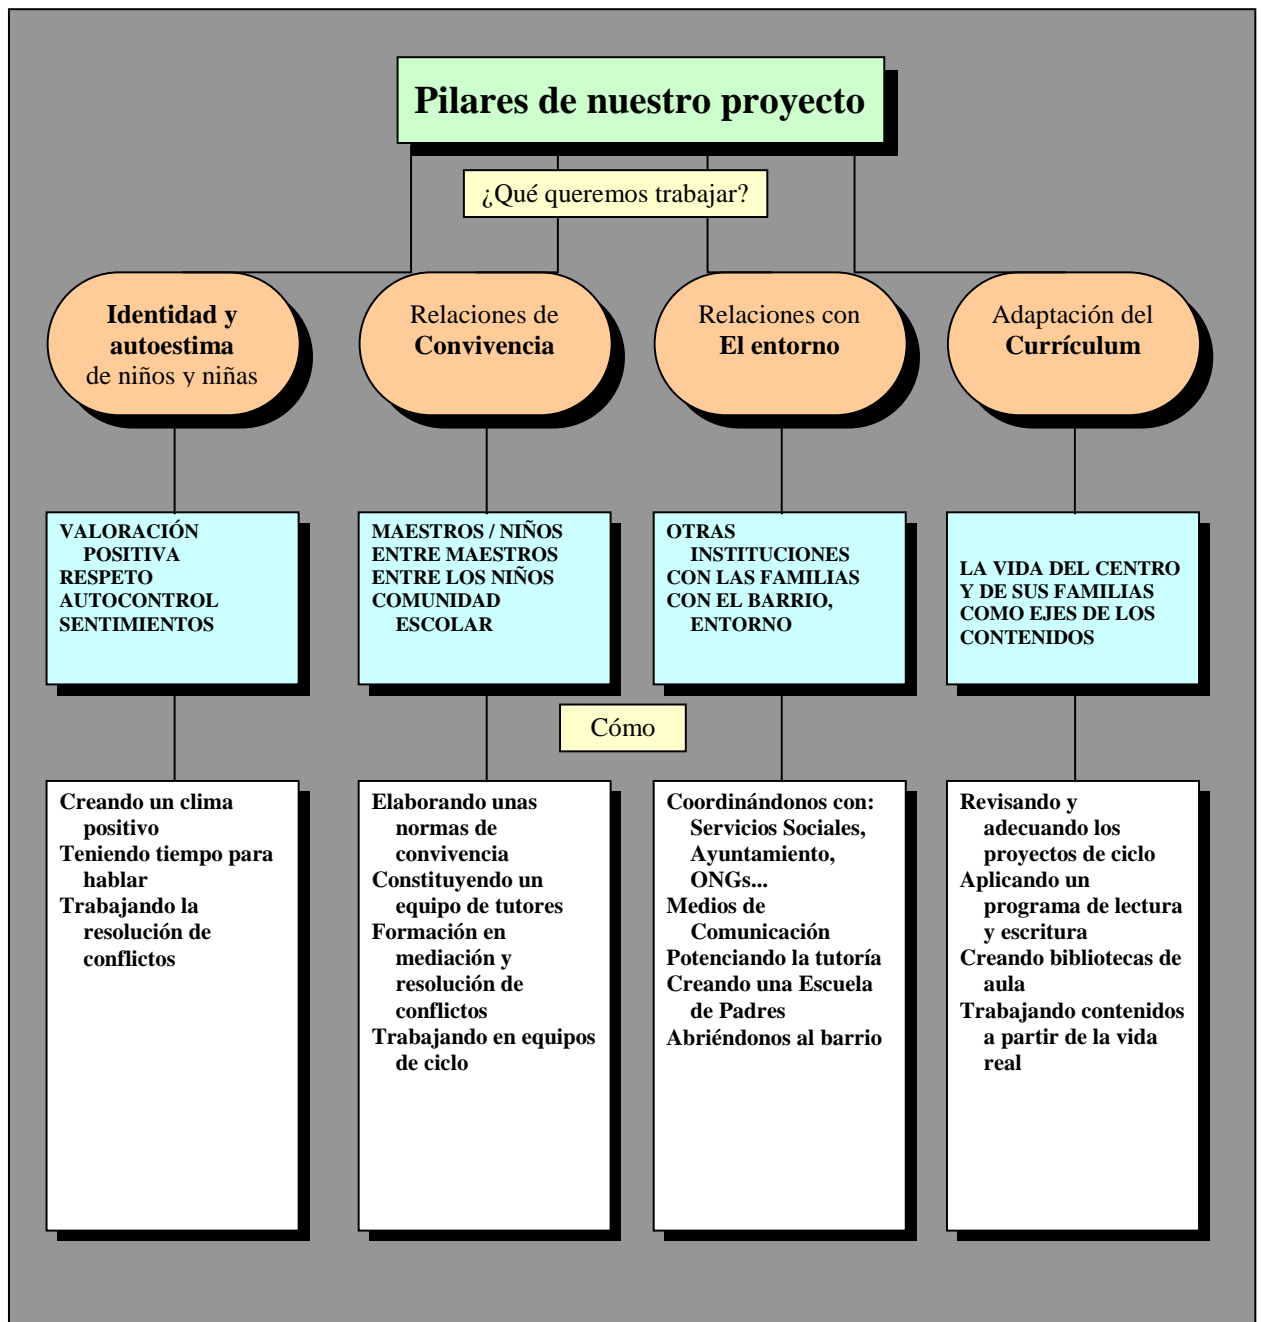 Pilares de nuestro proyecto
¿Qué queremos trabajar?
Identidad y
autoestima
de niños y niñas
Relaciones de
Convivencia
Relaciones con
El entorno
Adaptación del
Currículum
VALORACIÓN
POSITIVA
RESPETO
AUTOCONTROL
SENTIMIENTOS
MAESTROS / NIÑOS
ENTRE MAESTROS
ENTRE LOS NIÑOS
COMUNIDAD
ESCOLAR
OTRAS
INSTITUCIONES
CON LAS FAMILIAS
CON EL BARRIO,
ENTORNO
LA VIDA DEL CENTRO
Y DE SUS FAMILIAS
COMO EJES DE LOS
CONTENIDOS
Cómo
Creando un clima
positivo
Teniendo tiempo para
hablar
Trabajando la
resolución de
conflictos
Elaborando unas
normas de
convivencia
Constituyendo un
equipo de tutores
Formación en
mediación y
resolución de
conflictos
Trabajando en equipos
de ciclo
Coordinándonos con:
Servicios Sociales,
Ayuntamiento,
ONGs...
Medios de
Comunicación
Potenciando la tutoría
Creando una Escuela
de Padres
Abriéndonos al barrio
Revisando y
adecuando los
proyectos de ciclo
Aplicando un
programa de lectura
y escritura
Creando bibliotecas de
aula
Trabajando contenidos
a partir de la vida
real